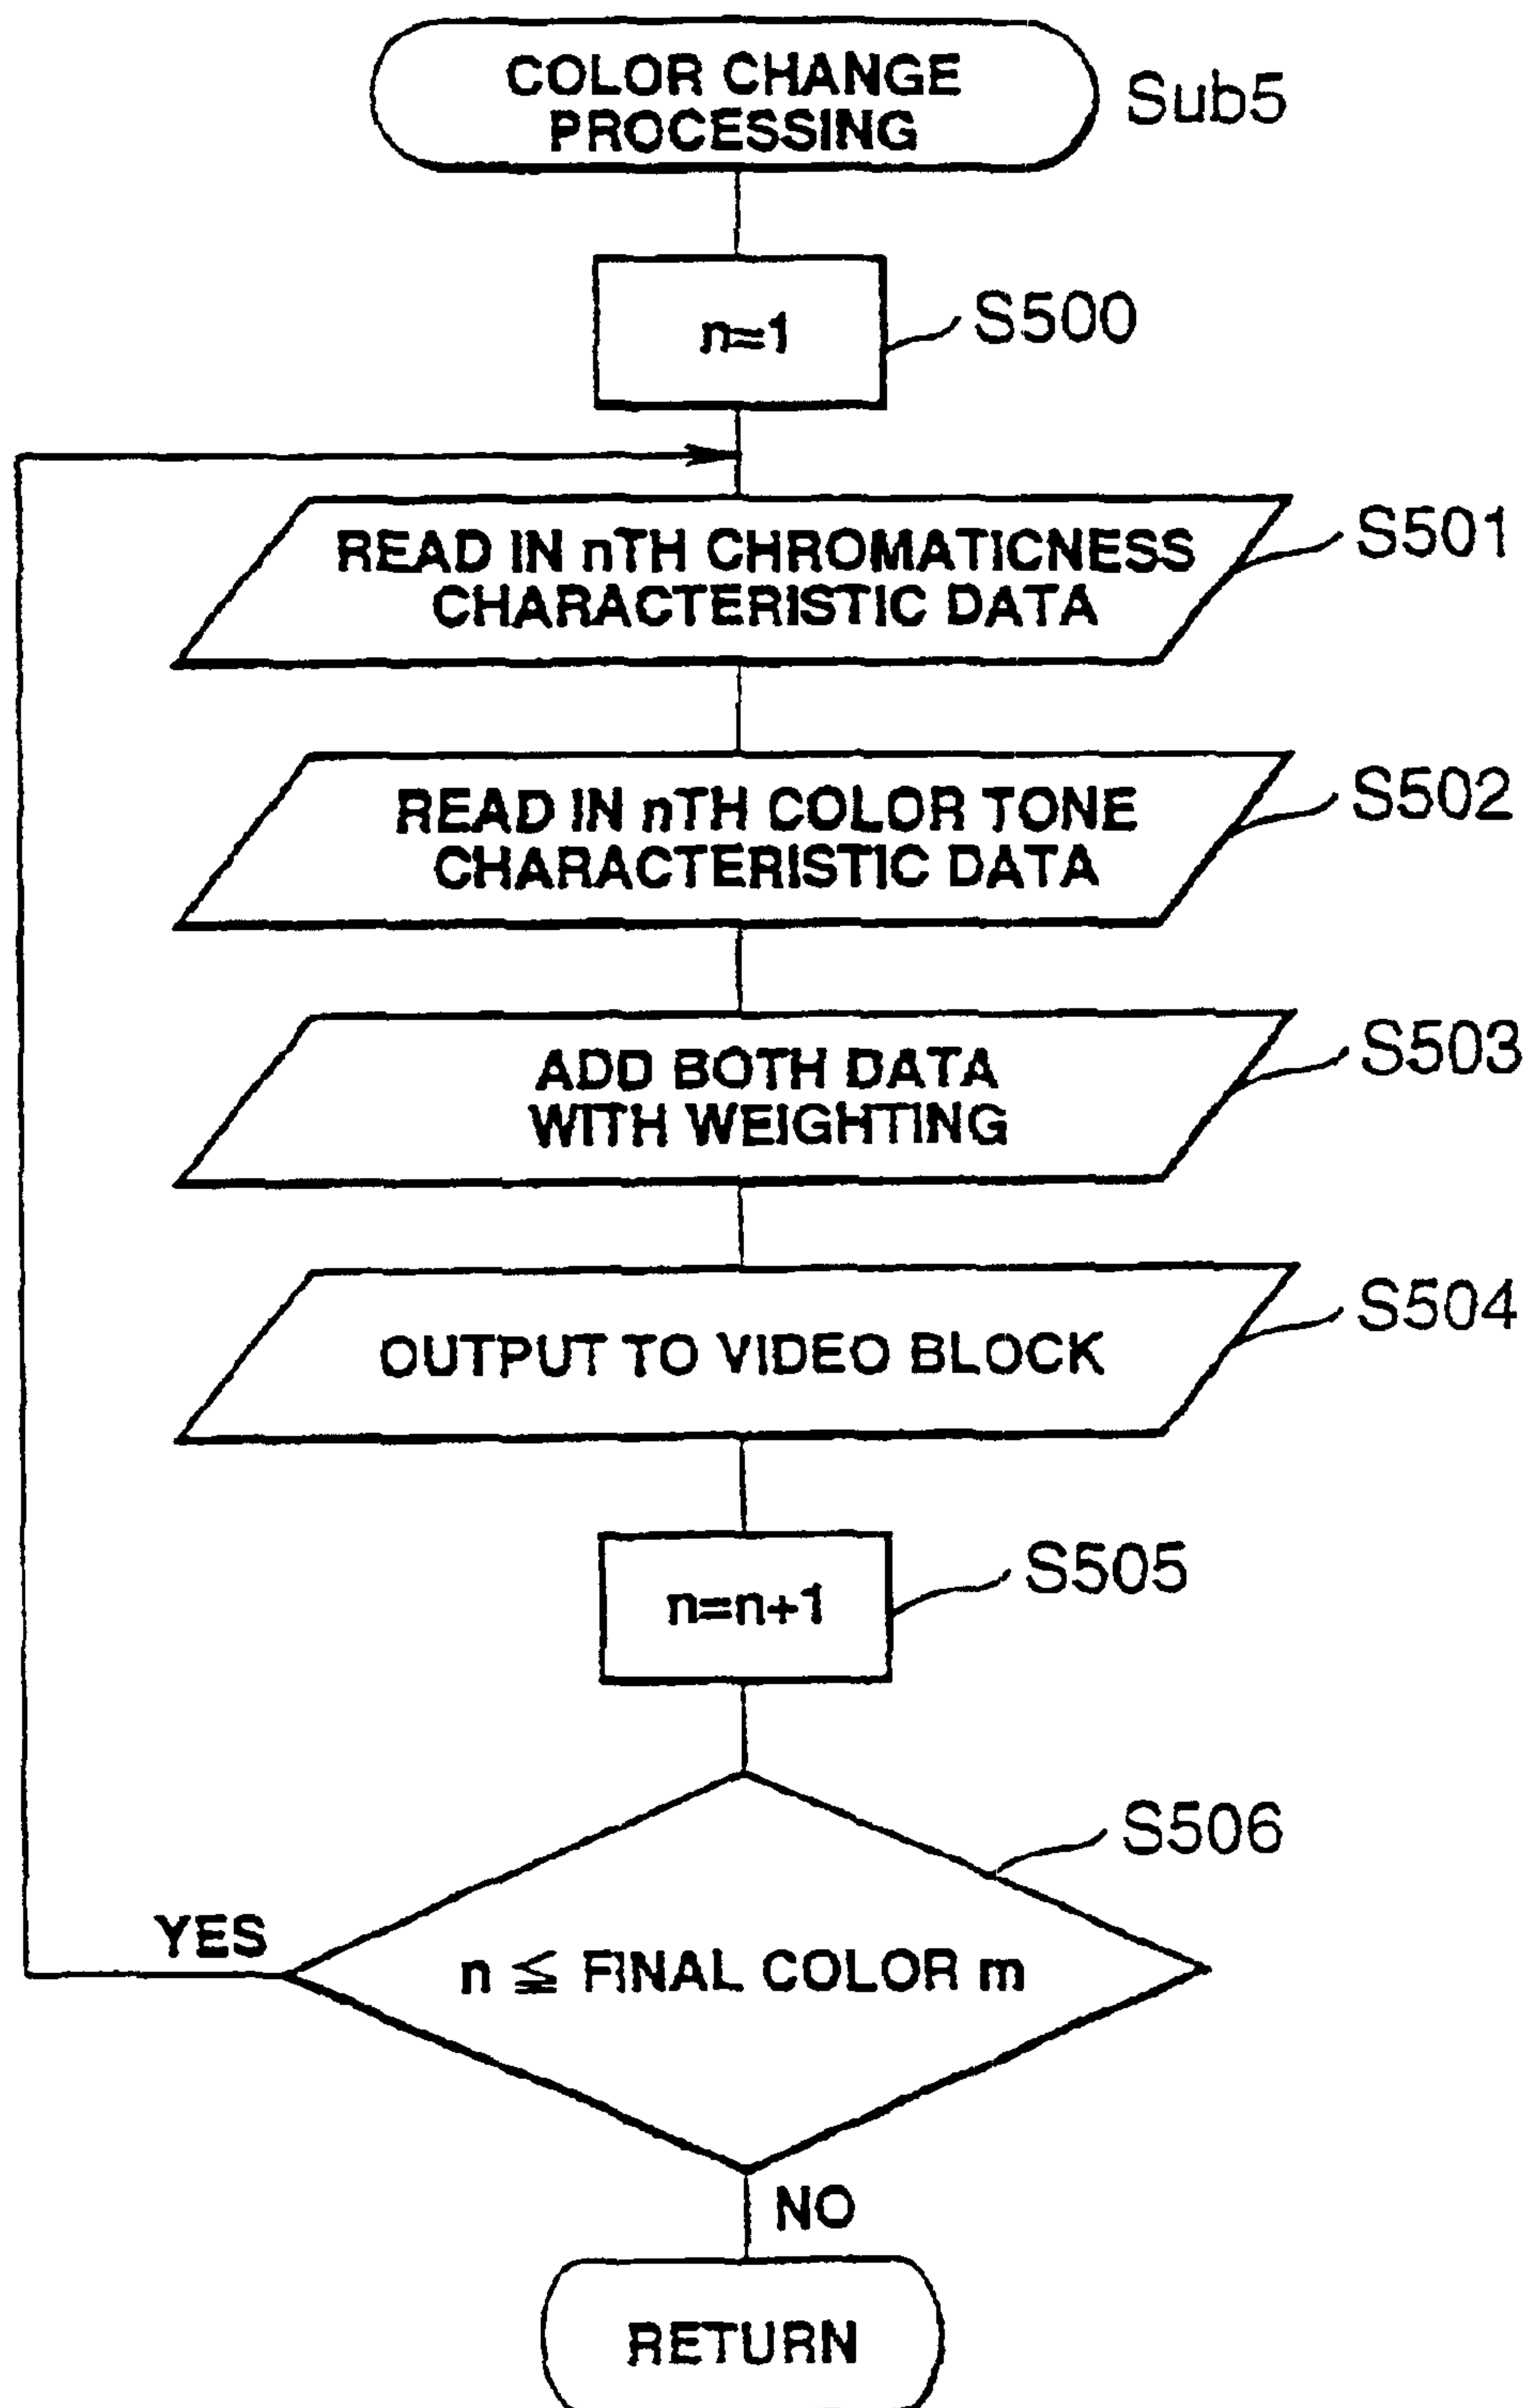 COLOR CHANGE
PROCESSING
Sub5
n=1
S500
READ IN nTH CHROMATICNESS
CHARACTERISTIC DATA
S501
READ IN nTH COLOR TONE
CHARACTERISTIC DATA
S502
ADD BOTH DATA
WITH WEIGHTING
S503
OUTPUT TO VIDEO BLOCK
S504
n=n+1
S505
S506
YES
n ≦ FINAL COLOR m
NO
RETURN